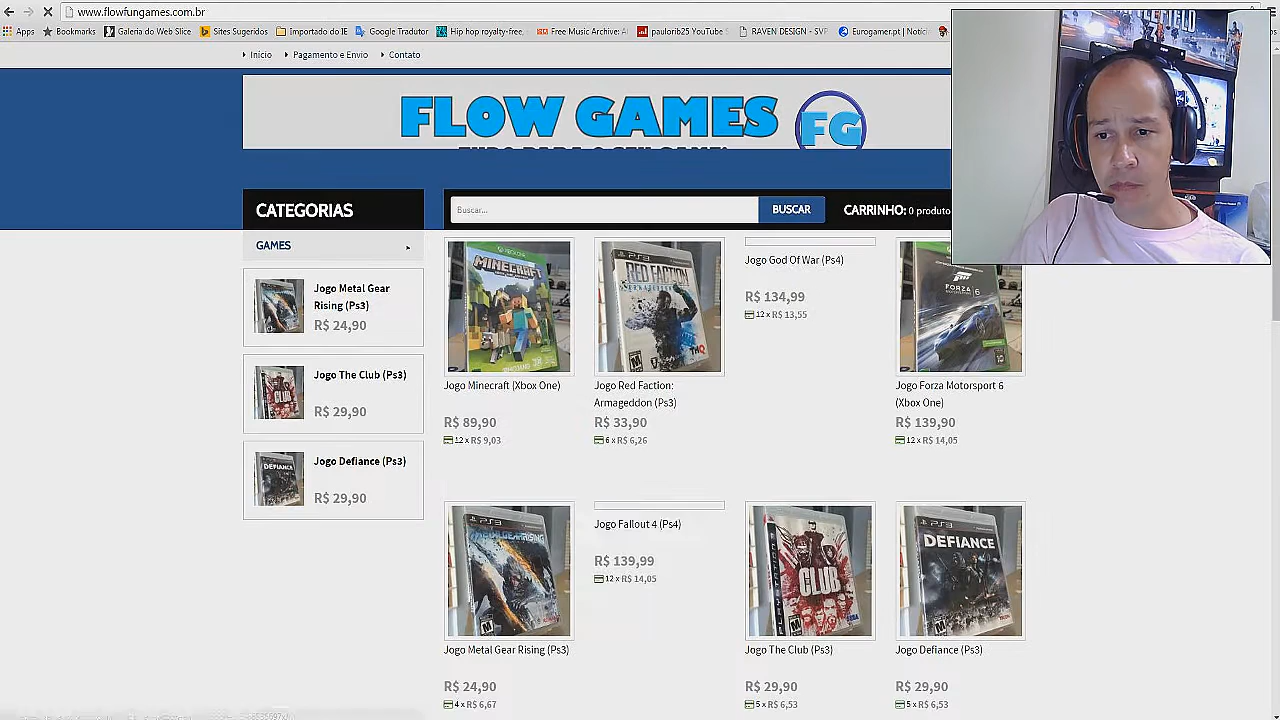 www.flowfungames.com.br
Apps Bookmarks Galeria do Web Slice Sites Sugeridos Importado do IE Google Tradutor Hip hop royalty-free Free Music Archive: paulorib25 YouTube RAVEN DESIGN - SVP Eurogamer.pt | Notíc
Início Pagamento e Envio Contato
FLOW GAMES FG
CATEGORIAS
Buscar...
BUSCAR
CARRINHO: 0 produto
GAMES
Jogo Metal Gear
Rising (Ps3)
R$ 24,90
Jogo The Club (Ps3)
R$ 29,90
Jogo Defiance (Ps3)
R$ 29,90
MINECRAFT
PS3
RED FACTION
THQ
FORZA
MOTORSPORT 6
Jogo Minecraft (Xbox One)
R$ 89,90
12 x R$ 9,03
Jogo Red Faction:
Armageddon (Ps3)
R$ 33,90
6 x R$ 6,26
Jogo God Of War (Ps4)
R$ 134,99
12 x R$ 13,55
Jogo Forza Motorsport 6
(Xbox One)
R$ 139,90
12 x R$ 14,05
Jogo Metal Gear Rising (Ps3)
R$ 24,90
4 x R$ 6,67
Jogo Fallout 4 (Ps4)
R$ 139,99
12 x R$ 14,05
CLUB
Jogo The Club (Ps3)
R$ 29,90
5 x R$ 6,53
PS3
DEFIANCE
Jogo Defiance (Ps3)
R$ 29,90
5 x R$ 6,53